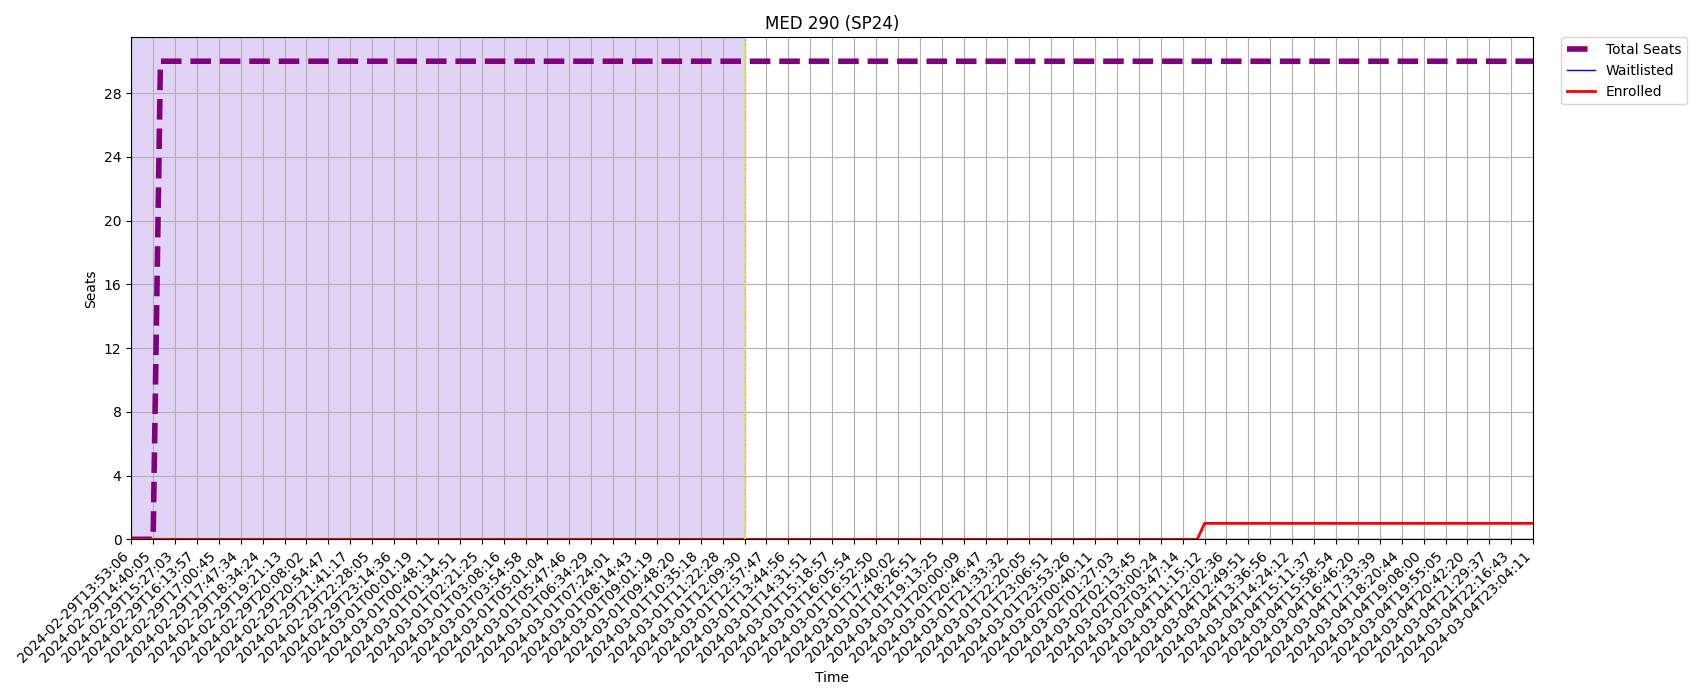 MED 290 (SP24)
Total Seats
Waitlisted
Enrolled
Seats
28
24
20
16
12
8
4
0
2024-02-29T13:53:06
2024-02-29T14:40:05
2024-02-29T15:27:03
2024-02-29T16:13:57
2024-02-29T17:00:45
2024-02-29T17:47:34
2024-02-29T18:34:24
2024-02-29T19:21:13
2024-02-29T20:08:02
2024-02-29T20:54:47
2024-02-29T21:41:17
2024-02-29T22:28:05
2024-02-29T23:14:36
2024-03-01T00:01:19
2024-03-01T00:48:11
2024-03-01T01:34:51
2024-03-01T02:21:25
2024-03-01T03:08:16
2024-03-01T03:54:58
2024-03-01T05:01:04
2024-03-01T05:47:46
2024-03-01T06:34:29
2024-03-01T07:24:01
2024-03-01T08:14:43
2024-03-01T09:01:19
2024-03-01T09:48:20
2024-03-01T10:35:18
2024-03-01T11:22:28
2024-03-01T12:09:30
2024-03-01T12:57:47
2024-03-01T13:44:56
2024-03-01T14:31:51
2024-03-01T15:18:57
2024-03-01T16:05:54
2024-03-01T16:52:50
2024-03-01T17:40:02
2024-03-01T18:26:51
2024-03-01T19:13:25
2024-03-01T20:00:09
2024-03-01T20:46:47
2024-03-01T21:33:32
2024-03-01T22:20:05
2024-03-01T23:06:51
2024-03-01T23:53:26
2024-03-02T00:40:11
2024-03-02T01:27:03
2024-03-02T02:13:45
2024-03-02T03:00:24
2024-03-02T03:47:14
2024-03-04T11:15:12
2024-03-04T12:02:36
2024-03-04T12:49:51
2024-03-04T13:36:56
2024-03-04T14:24:12
2024-03-04T15:11:37
2024-03-04T15:58:54
2024-03-04T16:46:20
2024-03-04T17:33:39
2024-03-04T18:20:44
2024-03-04T19:08:00
2024-03-04T19:55:05
2024-03-04T20:42:20
2024-03-04T21:29:37
2024-03-04T22:16:43
2024-03-04T23:04:11
Time